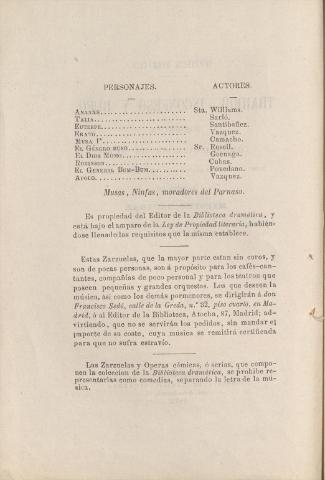 PERSONAJES. ACTORES.
ANANKE Sta. Williams.
TALIA Sarló.
EUTERPE Santibañez.
ERATO Vazquez.
MUSA 1ª Camacho.
EL GÉNERO BUFO Sr. Rosell.
EL DIOS MOMO Goenaga.
ROBINSON Cubas.
EL GENERAL BUM-BUM Povedano.
APOLO Vazquez.
Musas, Ninfas, moradores del Parnaso.
Es propiedad del Editor de la Biblioteca dramática, y
está bajo el amparo de la Ley de Propiedad literaria, habién-
dose llenado los requisitos que la misma establece.
Estas Zarzuelas, que la mayor parte están sin coros, y
son de pocas personas, son á propósito para los cafés-can-
tantes, compañías de poco personal y para los teatros que
poseen pequeñas y grandes orquestas. Los que deseen la
música, así como los demás pormenores, se dirigirán á don
Francisco Sedó, calle de la Greda, n.º 32, piso cuarto, en Ma-
drid, ó al Editor de la Biblioteca, Atocha, 87, Madrid; ad-
virtiendo, que no se servirán los pedidos, sin mandar el
importe de su coste, cuya música se remitirá certificada
para que no sufra estravío.
Las Zarzuelas y Operas cómicas, ó serias, que compo-
nen la coleccion de la Biblioteca dramática, se prohibe re-
presentarlas como comedias, separando la letra de la mu-
sica.